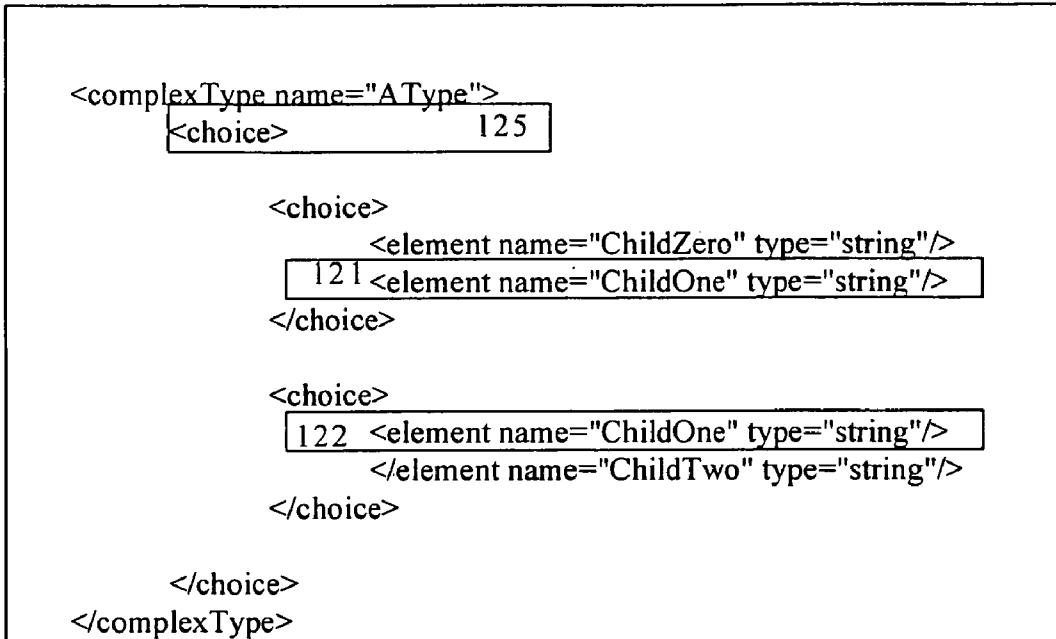 <complexType name="AType">
<choice> 125
<choice>
<element name="ChildZero" type="string"/>
121 <element name="ChildOne" type="string"/>
</choice>
<choice>
122 <element name="ChildOne" type="string"/>
</element name="ChildTwo" type="string"/>
</choice>
</choice>
</complexType>